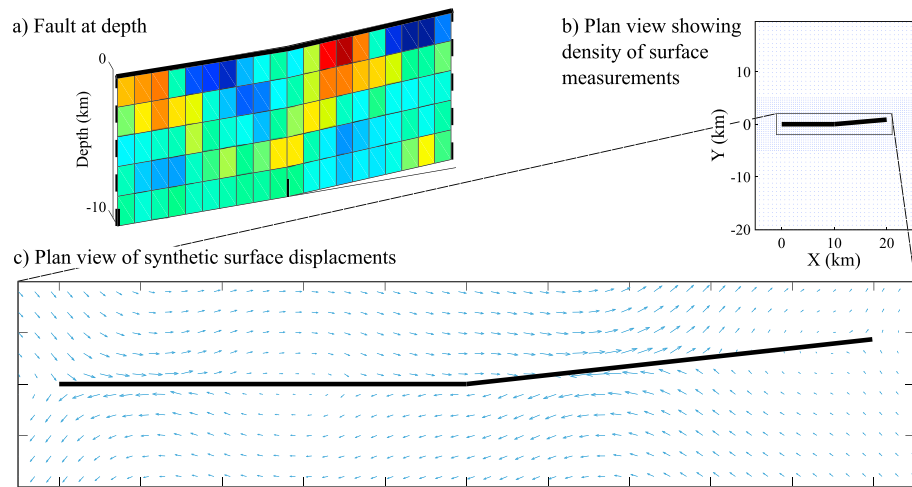 a) Fault at depth
0
Depth (km)
-10
b) Plan view showing
density of surface
measurements
10
0
-10
-20
Y (km)
0
10
20
X (km)
c) Plan view of synthetic surface displacments